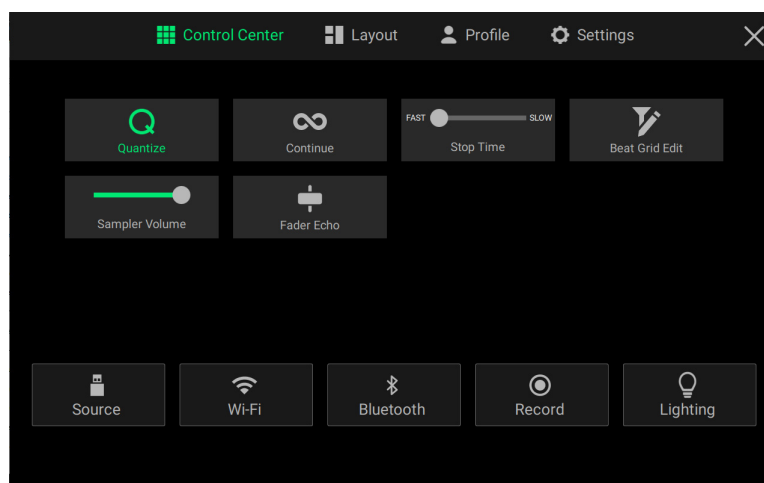 Control Center Layout Profile Settings
Quantize Continue FAST SLOW Stop Time Beat Grid Edit
Sampler Volume Fader Echo
Source Wi-Fi Bluetooth Record Lighting